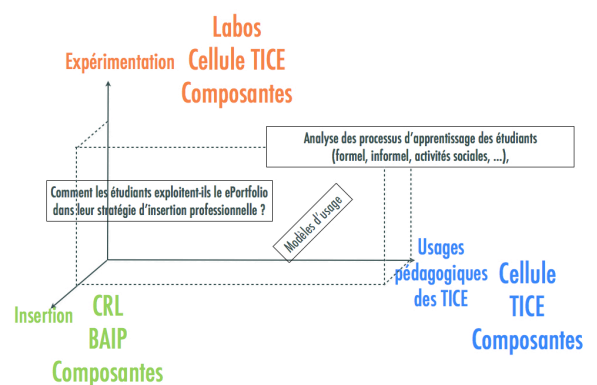 Labos
Expérimentation
Cellule TICE
Composantes
Analyse des processus d'apprentissage des étudiants
(formel, informel, activités sociales, ...),
Comment les étudiants exploitent-ils le ePortfolio
dans leur stratégie d'insertion professionnelle ?
Modèles d'usage
Usages
pédagogiques
des TICE
Cellule
TICE
Composantes
Insertion
CRL
BAIP
Composantes